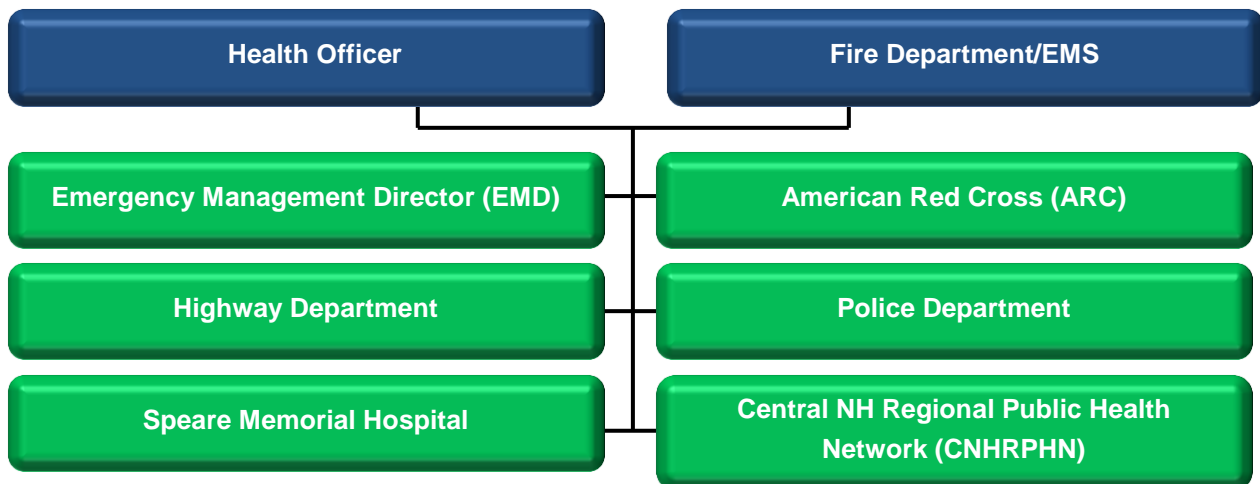 Health Officer
Fire Department/EMS
Emergency Management Director (EMD)
American Red Cross (ARC)
Highway Department
Police Department
Speare Memorial Hospital
Central NH Regional Public Health
Network (CNHRPHN)